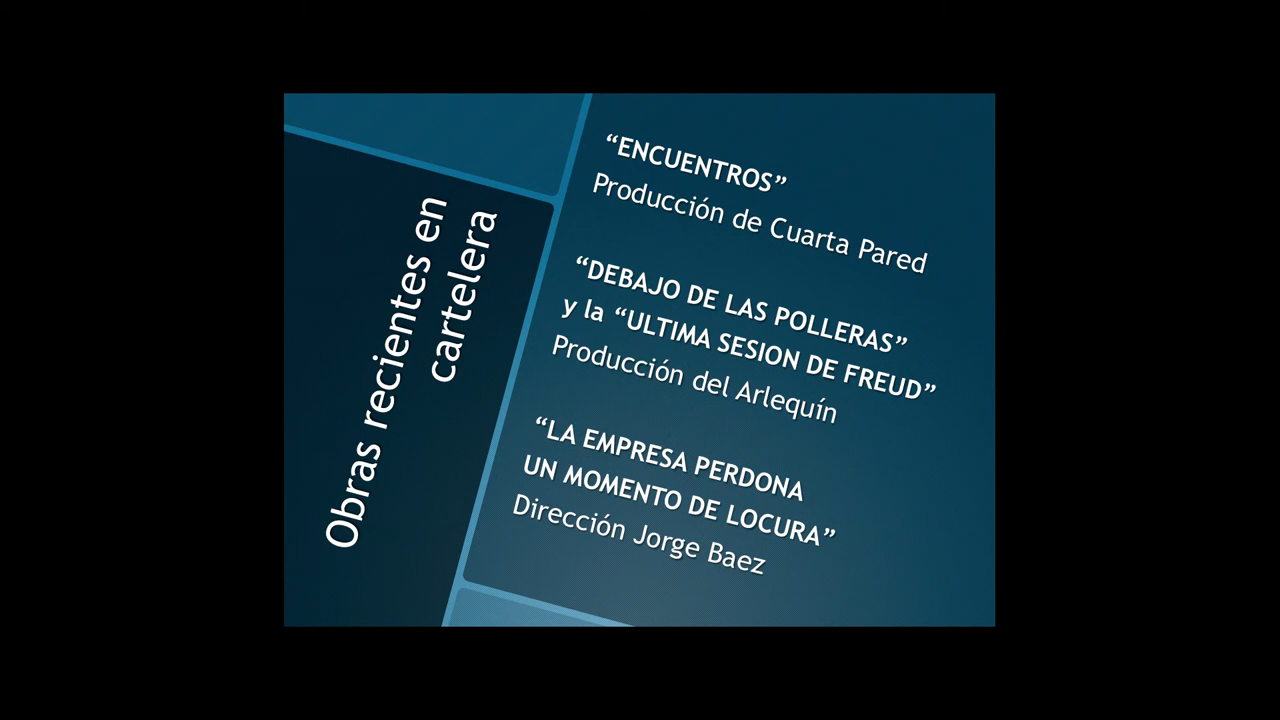 Obras recientes en
cartelera
“ENCUENTROS”
Producción de Cuarta Pared
“DEBAJO DE LAS POLLERAS”
y la “ULTIMA SESION DE FREUD”
Producción del Arlequín
“LA EMPRESA PERDONA
UN MOMENTO DE LOCURA”
Dirección Jorge Baez